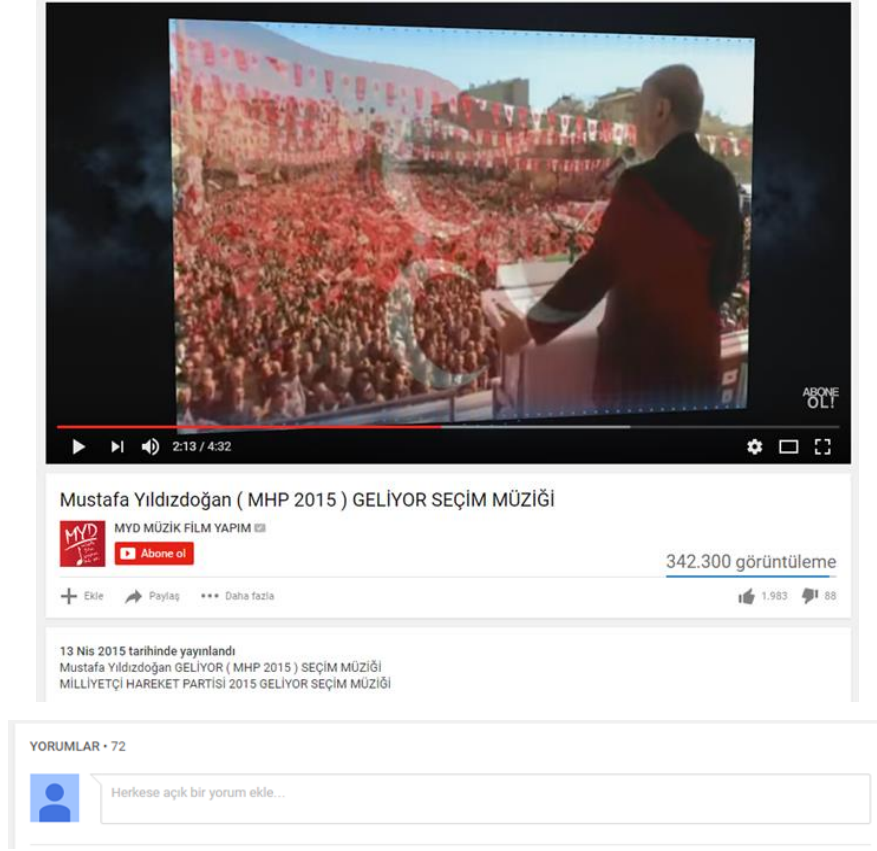 ABONE
OL!
2:13 / 4:32
Mustafa Yıldızdoğan ( MHP 2015 ) GELİYOR SEÇİM MÜZİĞİ
MYD
MYD MÜZİK FİLM YAPIM
Abone ol
342.300 görüntüleme
Ekle Paylaş Daha fazla
1.983 88
13 Nis 2015 tarihinde yayınlandı
Mustafa Yıldızdoğan GELİYOR ( MHP 2015 ) SEÇİM MÜZİĞİ
MİLLİYETÇİ HAREKET PARTİSİ 2015 GELİYOR SEÇİM MÜZİĞİ
YORUMLAR • 72
Herkese açık bir yorum ekle...